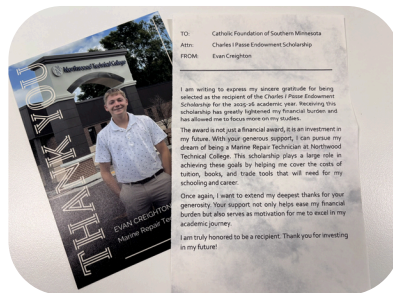 THANK YOU
Northwood Technical College
EVAN CREIGHTON
Marine Repair Te
TO: Catholic Foundation of Southern Minnesota
Attn: Charles I Passe Endowment Scholarship
FROM: Evan Creighton
I am writing to express my sincere gratitude for being
selected as the recipient of the Charles I Passe Endowment
Scholarship for the 2025-26 academic year. Receiving this
scholarship has greatly lightened my financial burden and
has allowed me to focus more on my studies.
The award is not just a financial award, it is an investment in
my future. With your generous support, I can pursue my
dream of being a Marine Repair Technician at Northwood
Technical College. This scholarship plays a large role in
achieving these goals by helping me cover the costs of
tuition, books, and trade tools that will need for my
schooling and career.
Once again, I want to extend my deepest thanks for your
generosity. Your support not only helps ease my financial
burden but also serves as motivation for me to excel in my
academic journey.
I am truly honored to be a recipient. Thank you for investing
in my future!